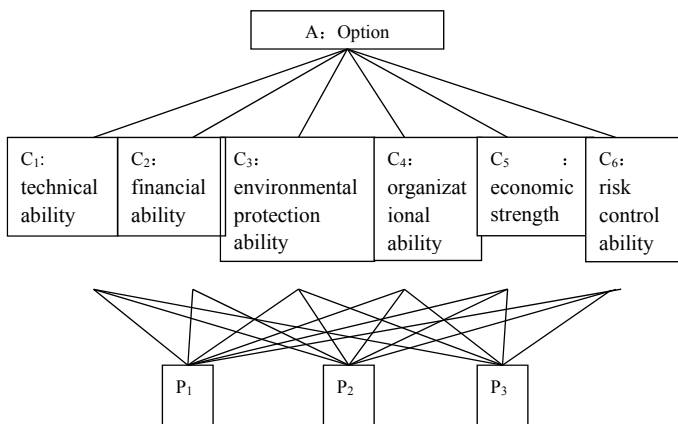 A：Option
C₁:
technical
ability
C₂：
financial
ability
C₃：
environmental
protection
ability
C₄：
organizat
ional
ability
C₅ ：
economic
strength
C₆：
risk
control
ability
P₁
P₂
P₃